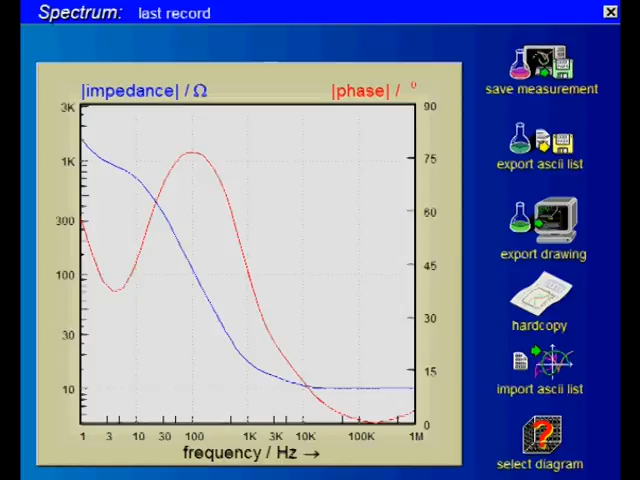 Spectrum: last record
|impedance| / Ω |phase| / °
3K 90
1K 75
300 60
100 45
30 30
10 15
0
1 3 10 30 100 1K 3K 10K 100K 1M
frequency / Hz →
save measurement
export ascii list
export drawing
hardcopy
import ascii list
select diagram